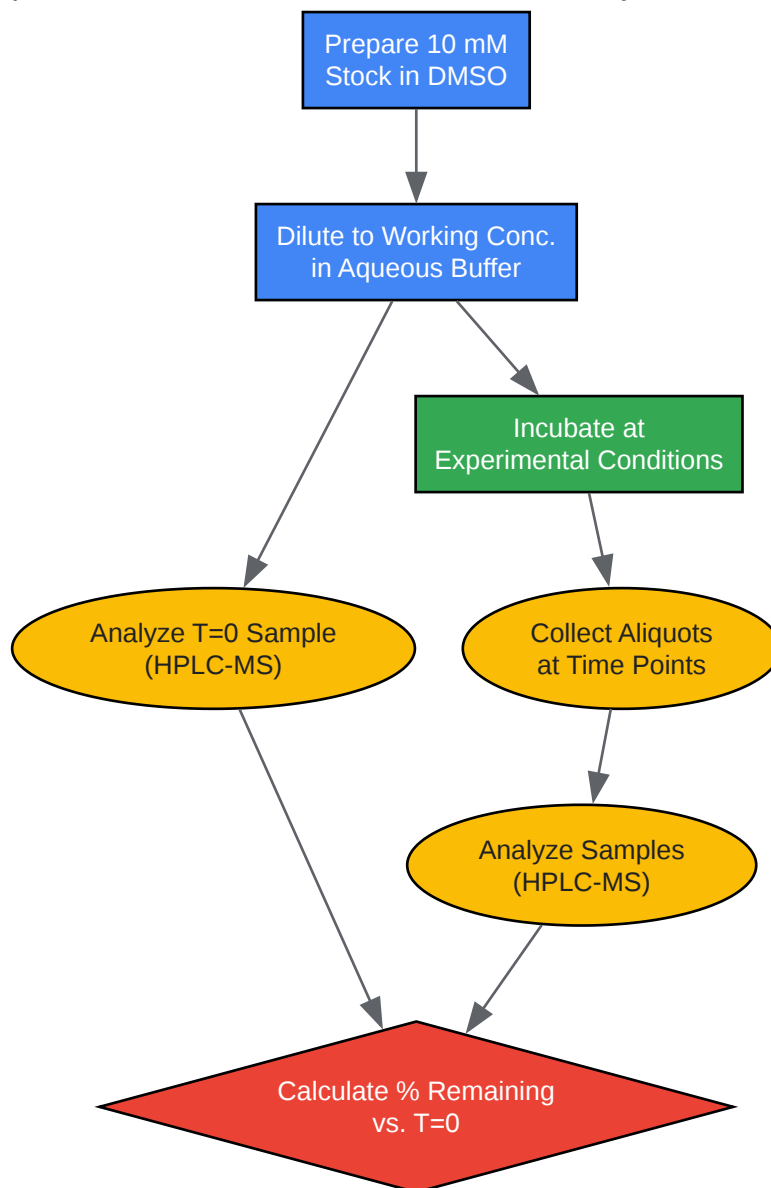 Prepare 10 mM
Stock in DMSO
Dilute to Working Conc.
in Aqueous Buffer
Incubate at
Experimental Conditions
Analyze T=0 Sample
(HPLC-MS)
Collect Aliquots
at Time Points
Analyze Samples
(HPLC-MS)
Calculate % Remaining
vs. T=0